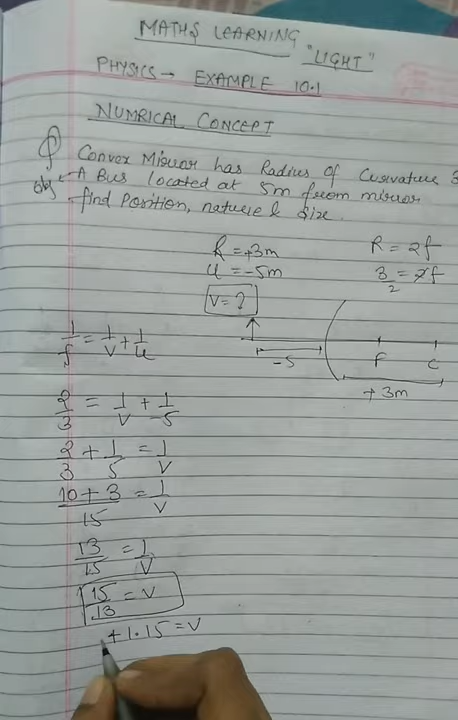 MATHS LEARNING
"LIGHT"
PHYSICS → EXAMPLE 10.1
NUMRICAL CONCEPT
Q Convex Mirror has Radius of Curvature 3
Obj A Bus located at 5m from mirror
find Position, nature & Size.
R = +3m
R = 2f
u = -5m
3/2 = 2f
V = ?
1/f = 1/V + 1/u
-5
F
C
+3m
2/3 = 1/V + 1/-5
2/3 + 1/5 = 1/V
10+3/15 = 1/V
13/15 = 1/V
15/13 = V
+1.15 = V